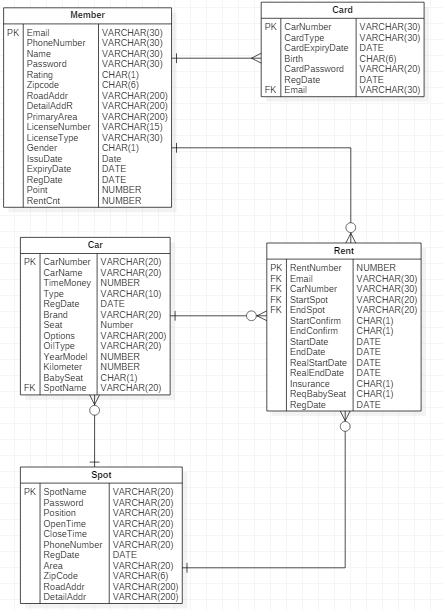 Member
PK Email VARCHAR(30)
PhoneNumber VARCHAR(30)
Name VARCHAR(30)
Password VARCHAR(30)
Rating CHAR(1)
Zipcode CHAR(6)
RoadAddr VARCHAR(200)
DetailAddR VARCHAR(200)
PrimaryArea VARCHAR(200)
LicenseNumber VARCHAR(15)
LicenseType VARCHAR(30)
Gender CHAR(1)
IssuDate Date
ExpiryDate DATE
RegDate DATE
Point NUMBER
RentCnt NUMBER
Card
PK CarNumber VARCHAR(30)
CardType VARCHAR(30)
CardExpiryDate DATE
Birth CHAR(6)
CardPassword VARCHAR(20)
RegDate DATE
FK Email VARCHAR(30)
Car
PK CarNumber VARCHAR(20)
CarName VARCHAR(20)
TimeMoney NUMBER
Type VARCHAR(10)
RegDate DATE
Brand VARCHAR(20)
Seat Number
Options VARCHAR(200)
OilType VARCHAR(20)
YearModel NUMBER
Kilometer NUMBER
BabySeat CHAR(1)
FK SpotName VARCHAR(20)
Rent
PK RentNumber NUMBER
FK Email VARCHAR(30)
FK CarNumber VARCHAR(30)
FK StartSpot VARCHAR(20)
FK EndSpot VARCHAR(20)
StartConfirm CHAR(1)
EndConfirm CHAR(1)
StartDate DATE
EndDate DATE
RealStartDate DATE
RealEndDate DATE
Insurance CHAR(1)
ReqBabySeat CHAR(1)
RegDate DATE
Spot
PK SpotName VARCHAR(20)
Password VARCHAR(20)
Position VARCHAR(20)
OpenTime VARCHAR(20)
CloseTime VARCHAR(20)
PhoneNumber VARCHAR(20)
RegDate DATE
Area VARCHAR(20)
ZipCode VARCHAR(6)
RoadAddr VARCHAR(200)
DetailAddr VARCHAR(200)